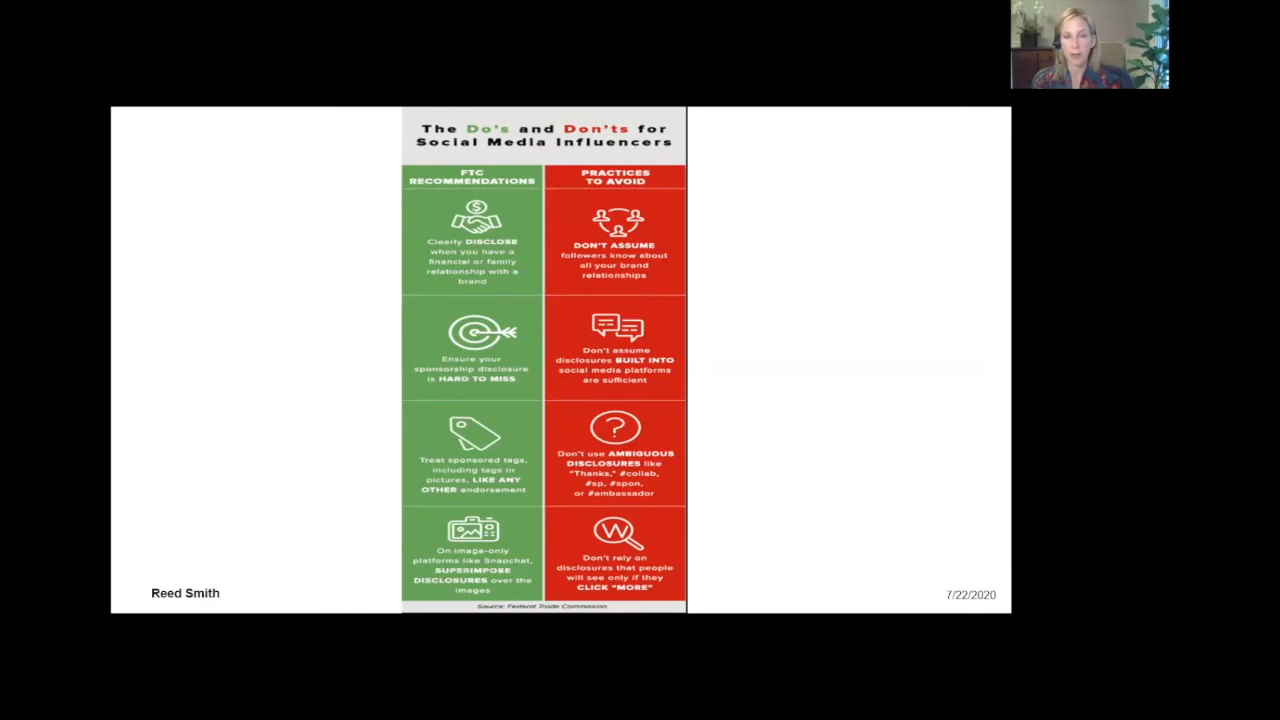 The Do's and Don'ts for
Social Media Influencers
FTC
RECOMMENDATIONS
PRACTICES
TO AVOID
Clearly DISCLOSE
when you have a
financial or family
relationship with a
brand
DON'T ASSUME
followers know about
all your brand
relationships
Ensure your
sponsorship disclosure
is HARD TO MISS
Don't assume
disclosures BUILT INTO
social media platforms
are sufficient
Treat sponsored tags,
including tags in
pictures, LIKE ANY
OTHER endorsement
Don't use AMBIGUOUS
DISCLOSURES like
"Thanks," #collab,
#sp, #spon,
or #ambassador
On image-only
platforms like Snapchat,
SUPERIMPOSE
DISCLOSURES over the
images
W
Don't rely on
disclosures that people
will see only if they
CLICK "MORE"
Source: Federal Trade Commission
Reed Smith
7/22/2020